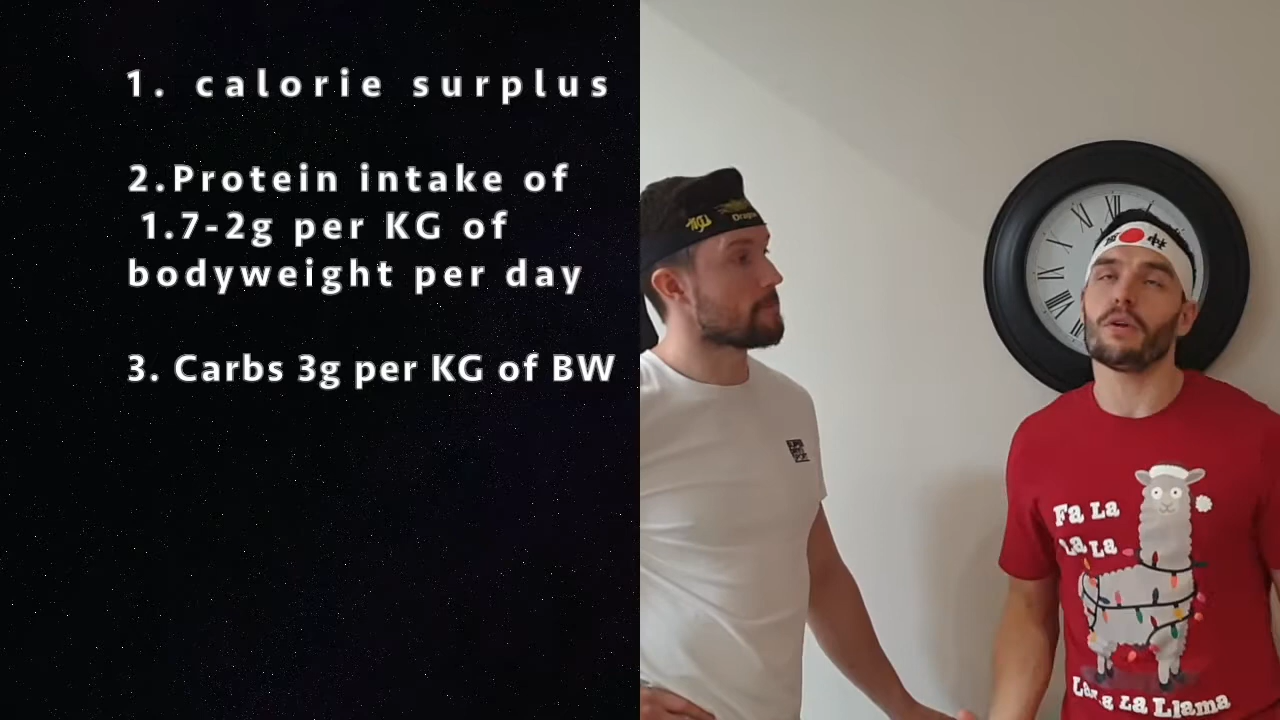 1. calorie surplus
2.Protein intake of
1.7-2g per KG of
bodyweight per day
3. Carbs 3g per KG of BW
Fa La
La La
La La La Llama